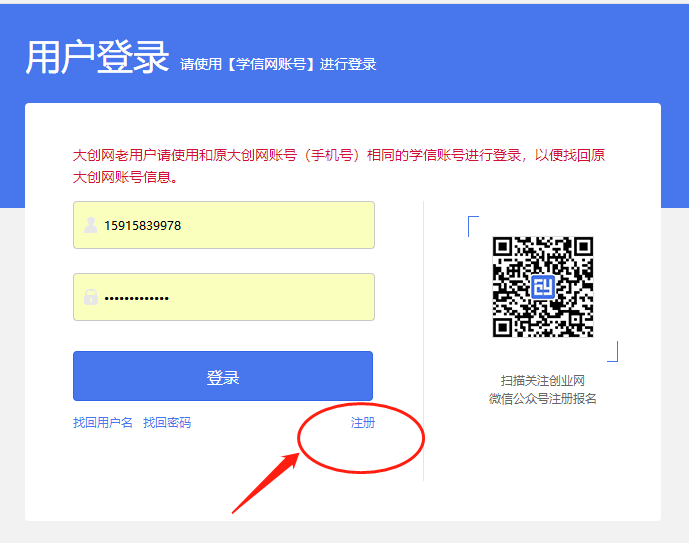 用户登录 请使用【学信网账号】进行登录
大创网老用户请使用和原大创网账号（手机号）相同的学信账号进行登录，以便找回原
大创网账号信息。
15915839978
•••••••••••••
登录
找回用户名 找回密码 注册
扫描关注创业网
微信公众号注册报名